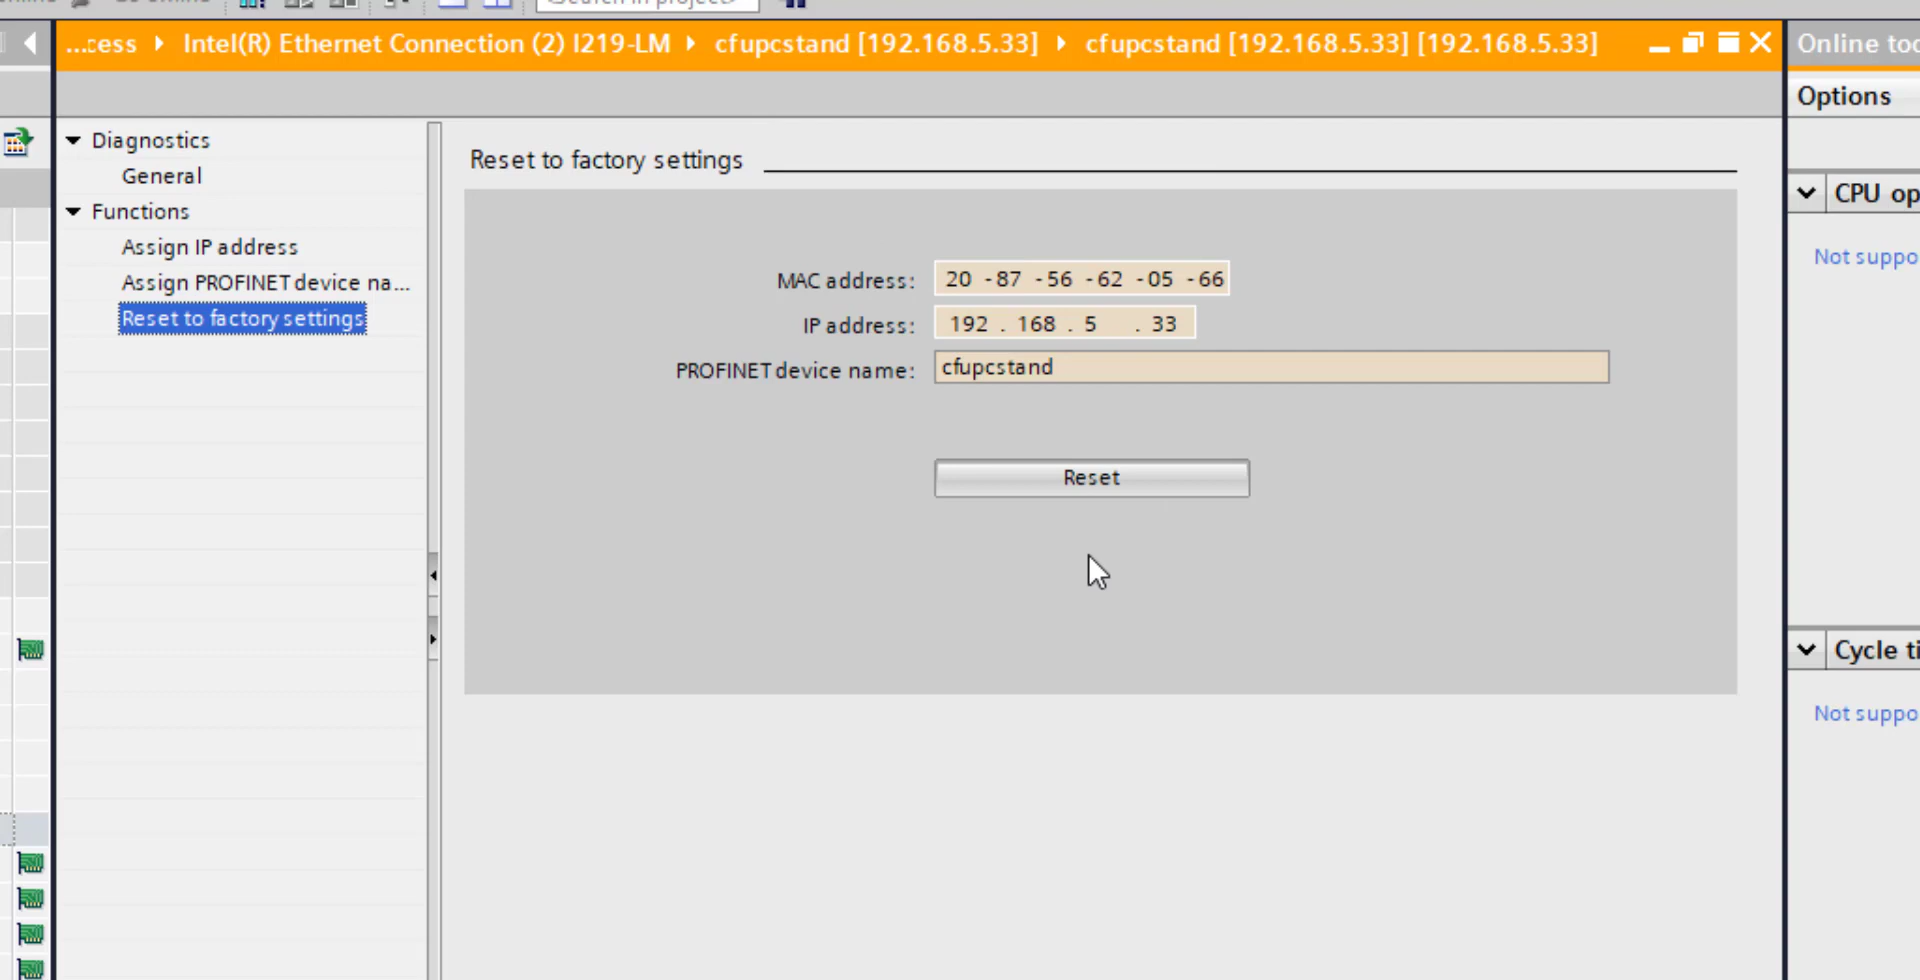 <Search in project>
...cess ▸ Intel(R) Ethernet Connection (2) I219-LM ▸ cfupcstand [192.168.5.33] ▸ cfupcstand [192.168.5.33] [192.168.5.33]
Online too
Options
Diagnostics
General
Functions
Assign IP address
Assign PROFINET device na...
Reset to factory settings
Reset to factory settings
MAC address: 20 -87 -56 -62 -05 -66
IP address: 192 . 168 . 5 . 33
PROFINET device name: cfupcstand
Reset
CPU op
Not suppo
Cycle ti
Not suppo